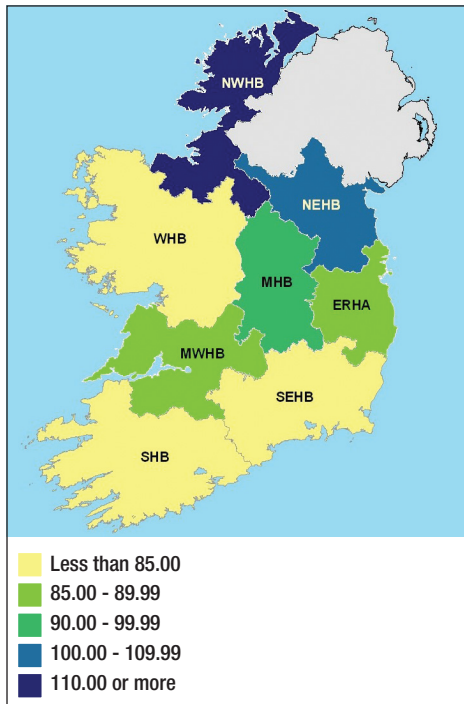 NWHB
NEHB
WHB
MHB
ERHA
MWHB
SEHB
SHB
Less than 85.00
85.00 - 89.99
90.00 - 99.99
100.00 - 109.99
110.00 or more